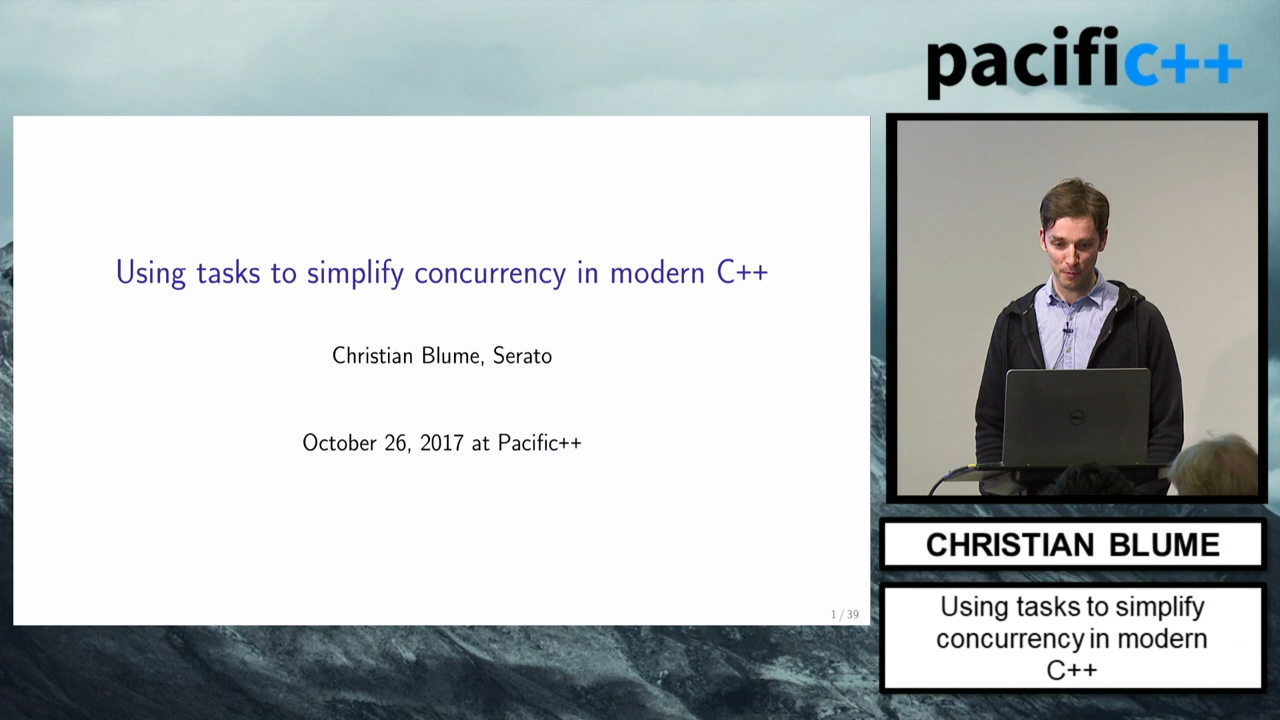 pacific++
Using tasks to simplify concurrency in modern C++
Christian Blume, Serato
October 26, 2017 at Pacific++
1 / 39
CHRISTIAN BLUME
Using tasks to simplify
concurrency in modern
C++